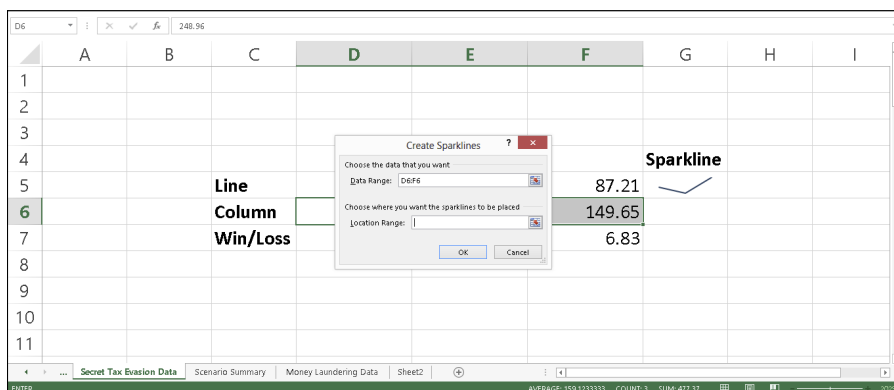 D6 fx 248.96
A B C D E F G H I
1
2
3
4 Sparkline
5 Line 87.21
6 Column 149.65
7 Win/Loss 6.83
8
9
10
11
Create Sparklines ? ×
Choose the data that you want
Data Range: D6:F6
Choose where you want the sparklines to be placed
Location Range:
OK Cancel
... Secret Tax Evasion Data Scenario Summary Money Laundering Data Sheet2
ENTER AVERAGE: 159.1233333 COUNT: 3 SUM: 477.37